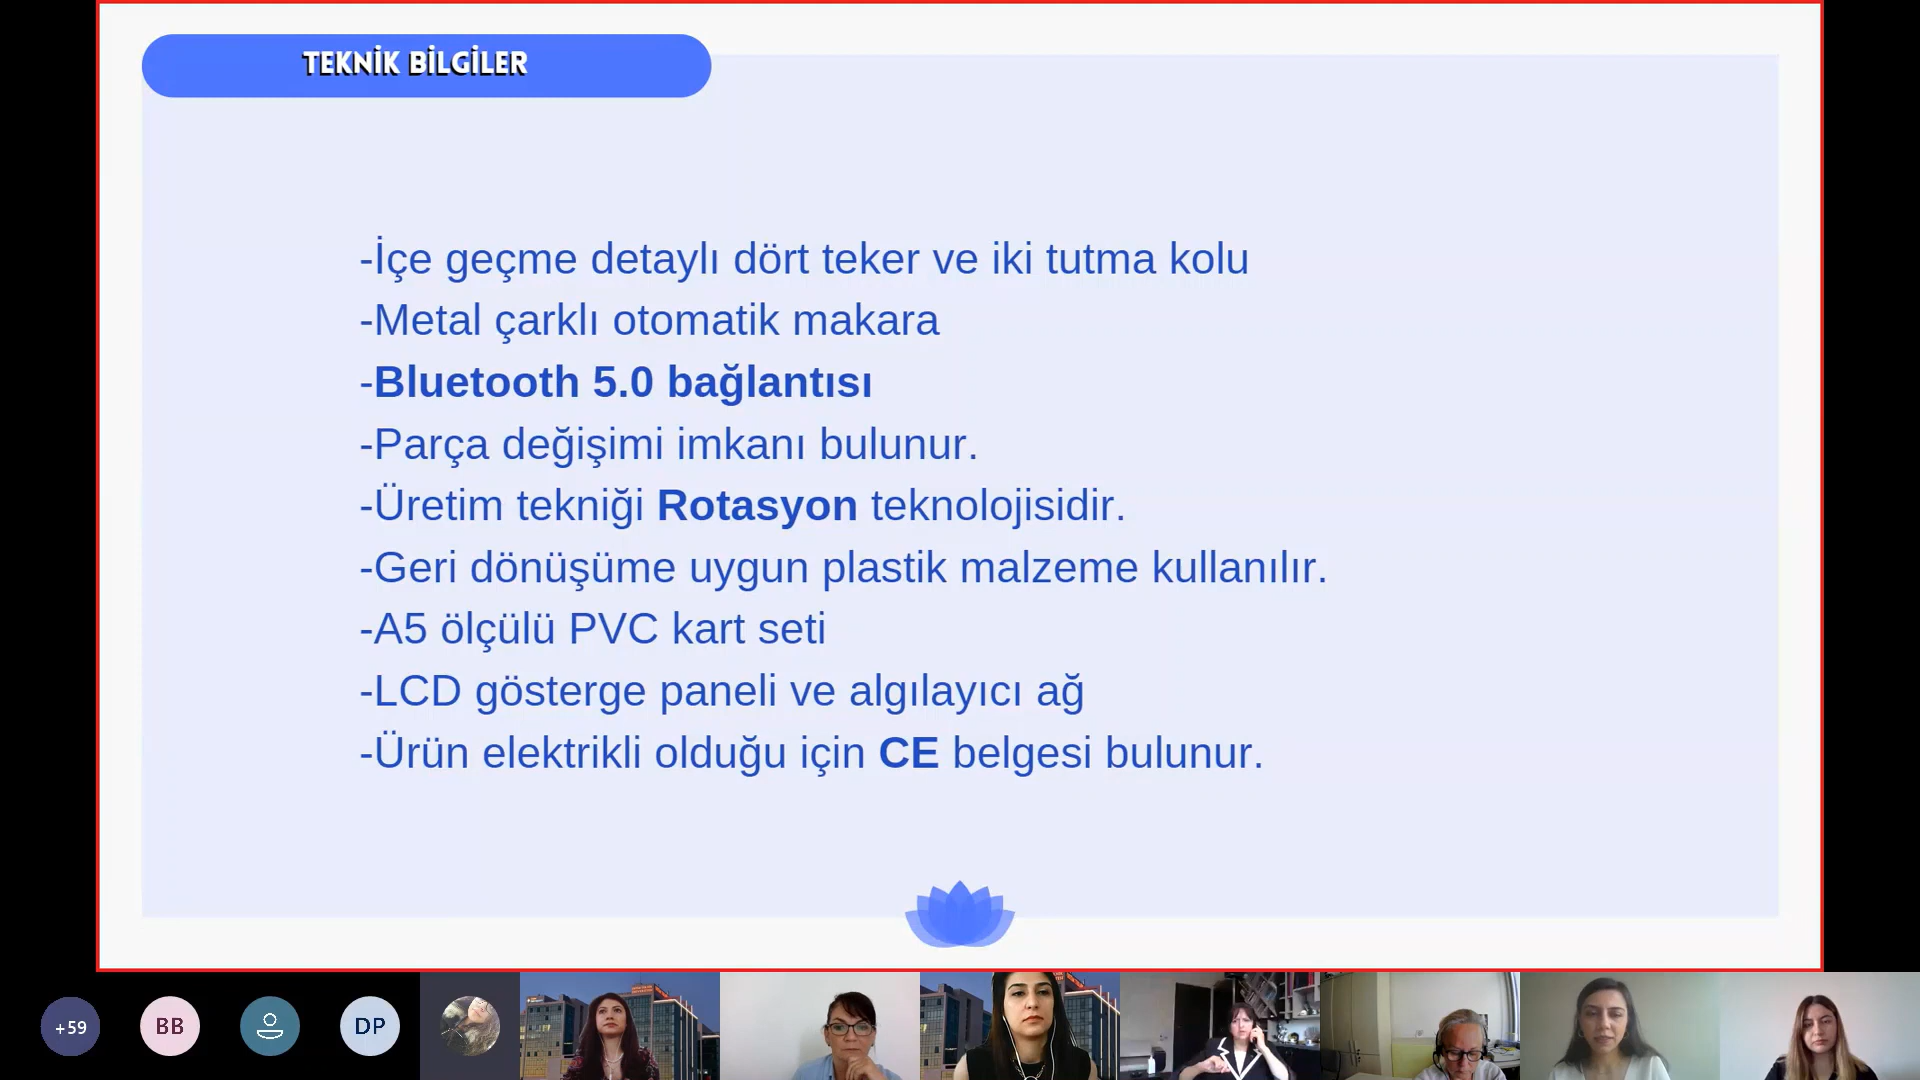 TEKNİK BİLGİLER
-İçe geçme detaylı dört teker ve iki tutma kolu
-Metal çarklı otomatik makara
-Bluetooth 5.0 bağlantısı
-Parça değişimi imkanı bulunur.
-Üretim tekniği Rotasyon teknolojisidir.
-Geri dönüşüme uygun plastik malzeme kullanılır.
-A5 ölçülü PVC kart seti
-LCD gösterge paneli ve algılayıcı ağ
-Ürün elektrikli olduğu için CE belgesi bulunur.
+59
BB
DP